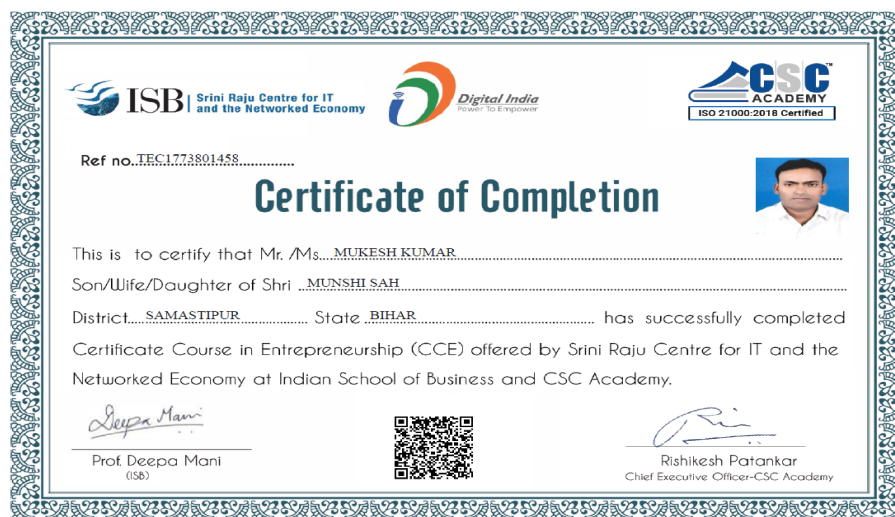 ISB | Srini Raju Centre for IT
and the Networked Economy
Digital India
Power To Empower
CSC™
ACADEMY
ISO 21000:2018 Certified
Ref no..TEC1773801458..............
Certificate of Completion
This is to certify that Mr. /Ms... MUKESH KUMAR
Son/Wife/Daughter of Shri ..MUNSHI SAH
District.....SAMASTIPUR................... State .BIHAR.................................................. has successfully completed
Certificate Course in Entrepreneurship (CCE) offered by Srini Raju Centre for IT and the
Networked Economy at Indian School of Business and CSC Academy.
Deepa Mani
Prof. Deepa Mani
(ISB)
Rishikesh Patankar
Chief Executive Officer-CSC Academy